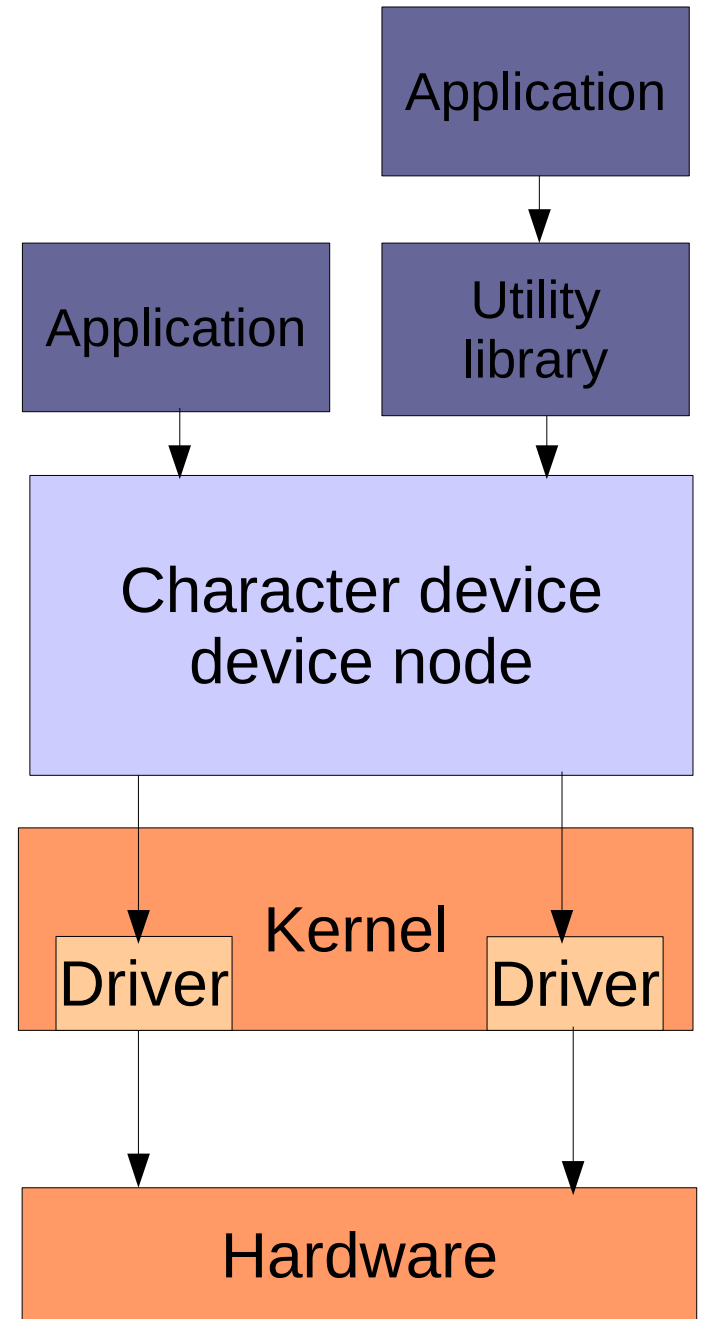 Application
Application
Utility
library
Character device
device node
Kernel
Driver
Driver
Hardware